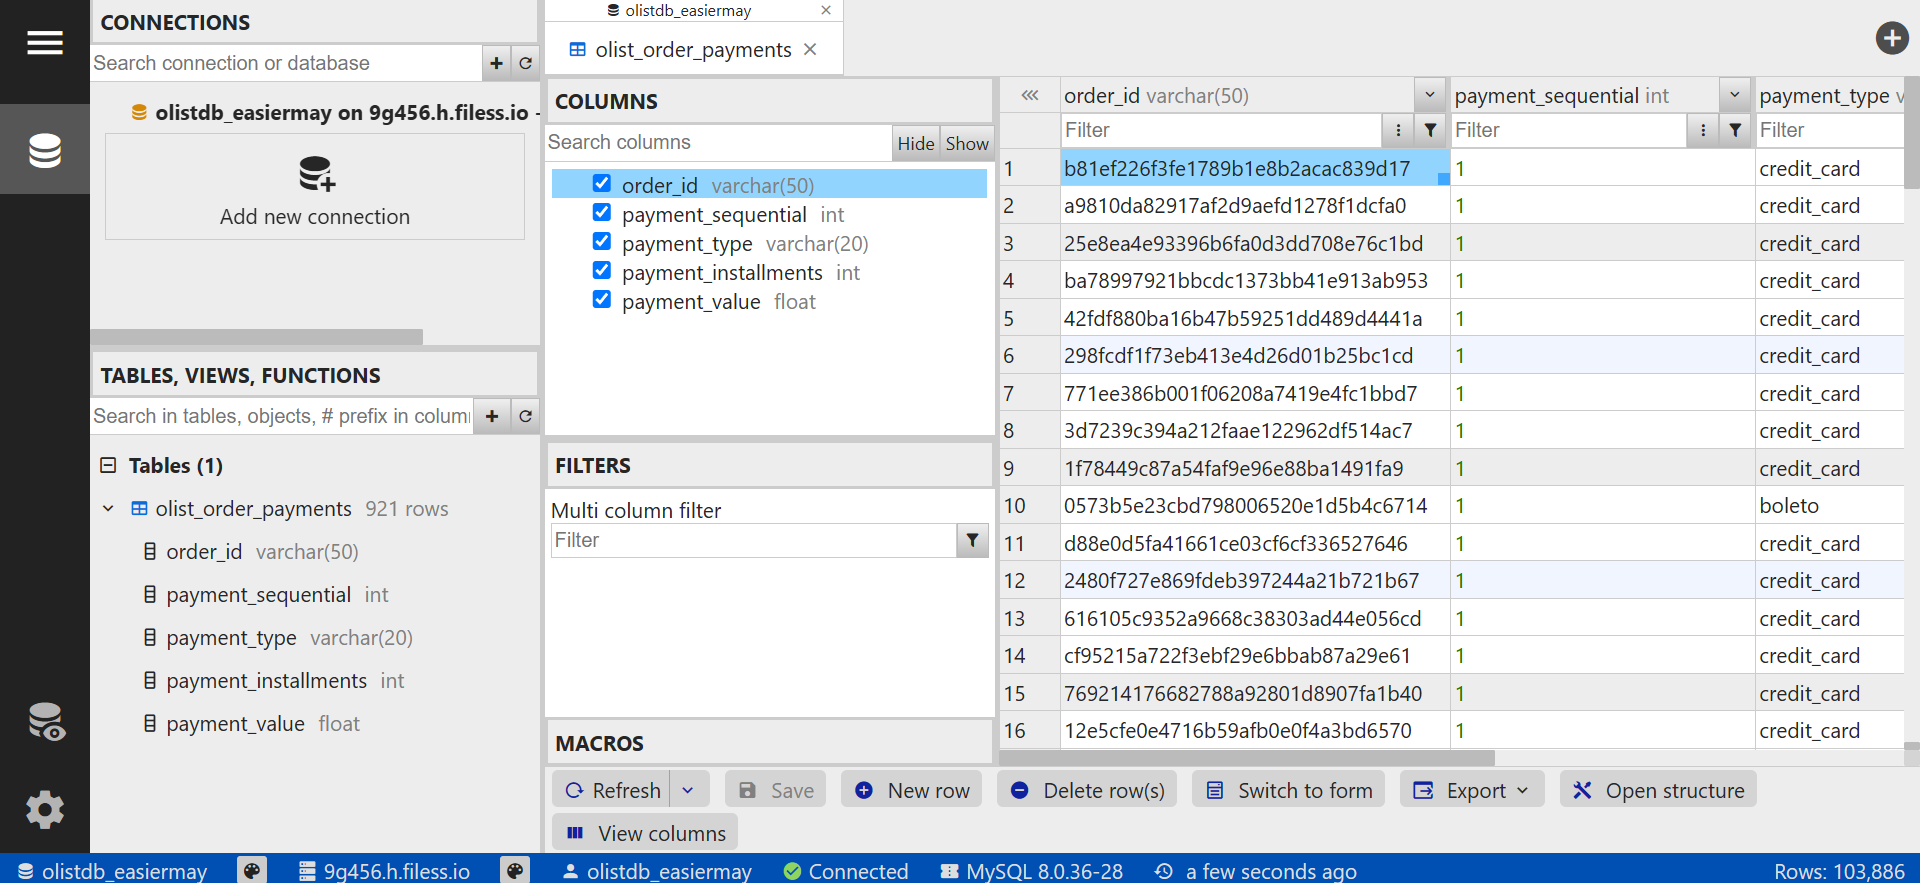 CONNECTIONS
Search connection or database
olistdb_easiermay on 9g456.h.filess.io -
Add new connection
TABLES, VIEWS, FUNCTIONS
Search in tables, objects, # prefix in colum
Tables (1)
olist_order_payments 921 rows
order_id varchar(50)
payment_sequential int
payment_type varchar(20)
payment_installments int
payment_value float
olistdb_easiermay
olist_order_payments
COLUMNS
Search columns
Hide Show
order_id varchar(50)
payment_sequential int
payment_type varchar(20)
payment_installments int
payment_value float
FILTERS
Multi column filter
Filter
MACROS
order_id varchar(50) payment_sequential int payment_type v
Filter Filter Filter
1 b81ef226f3fe1789b1e8b2acac839d17 1 credit_card
2 a9810da82917af2d9aefd1278f1dcfa0 1 credit_card
3 25e8ea4e93396b6fa0d3dd708e76c1bd 1 credit_card
4 ba78997921bbcdc1373bb41e913ab953 1 credit_card
5 42fdf880ba16b47b59251dd489d4441a 1 credit_card
6 298fcdf1f73eb413e4d26d01b25bc1cd 1 credit_card
7 771ee386b001f06208a7419e4fc1bbd7 1 credit_card
8 3d7239c394a212faae122962df514ac7 1 credit_card
9 1f78449c87a54faf9e96e88ba1491fa9 1 credit_card
10 0573b5e23cbd798006520e1d5b4c6714 1 boleto
11 d88e0d5fa41661ce03cf6cf336527646 1 credit_card
12 2480f727e869fdeb397244a21b721b67 1 credit_card
13 616105c9352a9668c38303ad44e056cd 1 credit_card
14 cf95215a722f3ebf29e6bbab87a29e61 1 credit_card
15 769214176682788a92801d8907fa1b40 1 credit_card
16 12e5cfe0e4716b59afb0e0f4a3bd6570 1 credit_card
Refresh Save New row Delete row(s) Switch to form Export Open structure
View columns
olistdb_easiermay 9g456.h.filess.io olistdb_easiermay Connected MySQL 8.0.36-28 a few seconds ago Rows: 103,886